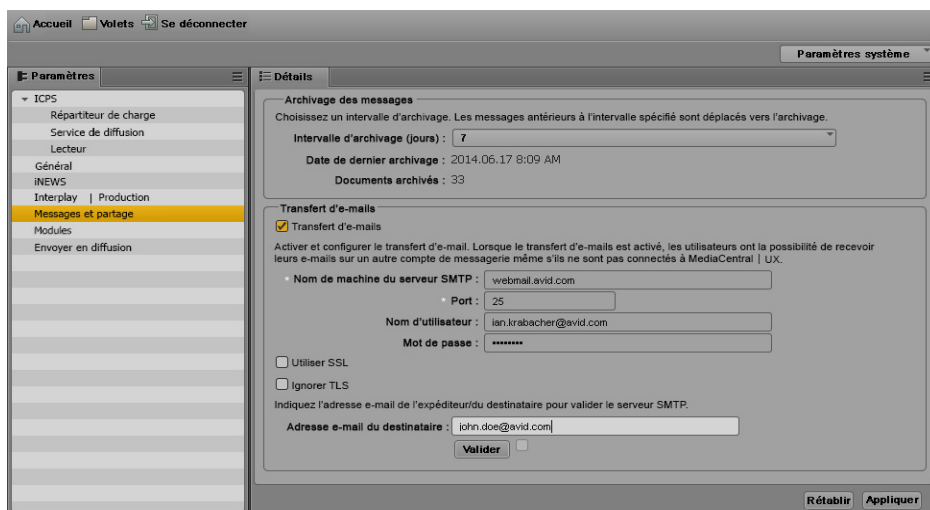 Accueil Volets Se déconnecter
Paramètres système
Paramètres
ICPS
Répartiteur de charge
Service de diffusion
Lecteur
Général
iNEWS
Interplay | Production
Messages et partage
Modules
Envoyer en diffusion
Détails
Archivage des messages
Choisissez un intervalle d'archivage. Les messages antérieurs à l'intervalle spécifié sont déplacés vers l'archivage.
Intervalle d'archivage (jours) : 7
Date de dernier archivage : 2014.06.17 8:09 AM
Documents archivés : 33
Transfert d'e-mails
Transfert d'e-mails
Activer et configurer le transfert d'e-mail. Lorsque le transfert d'e-mails est activé, les utilisateurs ont la possibilité de recevoir
leurs e-mails sur un autre compte de messagerie même s'ils ne sont pas connectés à MediaCentral | UX.
Nom de machine du serveur SMTP : webmail.avid.com
Port : 25
Nom d'utilisateur : ian.krabacher@avid.com
Mot de passe : ••••••••
Utiliser SSL
Ignorer TLS
Indiquez l'adresse e-mail de l'expéditeur/du destinataire pour valider le serveur SMTP.
Adresse e-mail du destinataire : john.doe@avid.com
Valider
Rétablir Appliquer